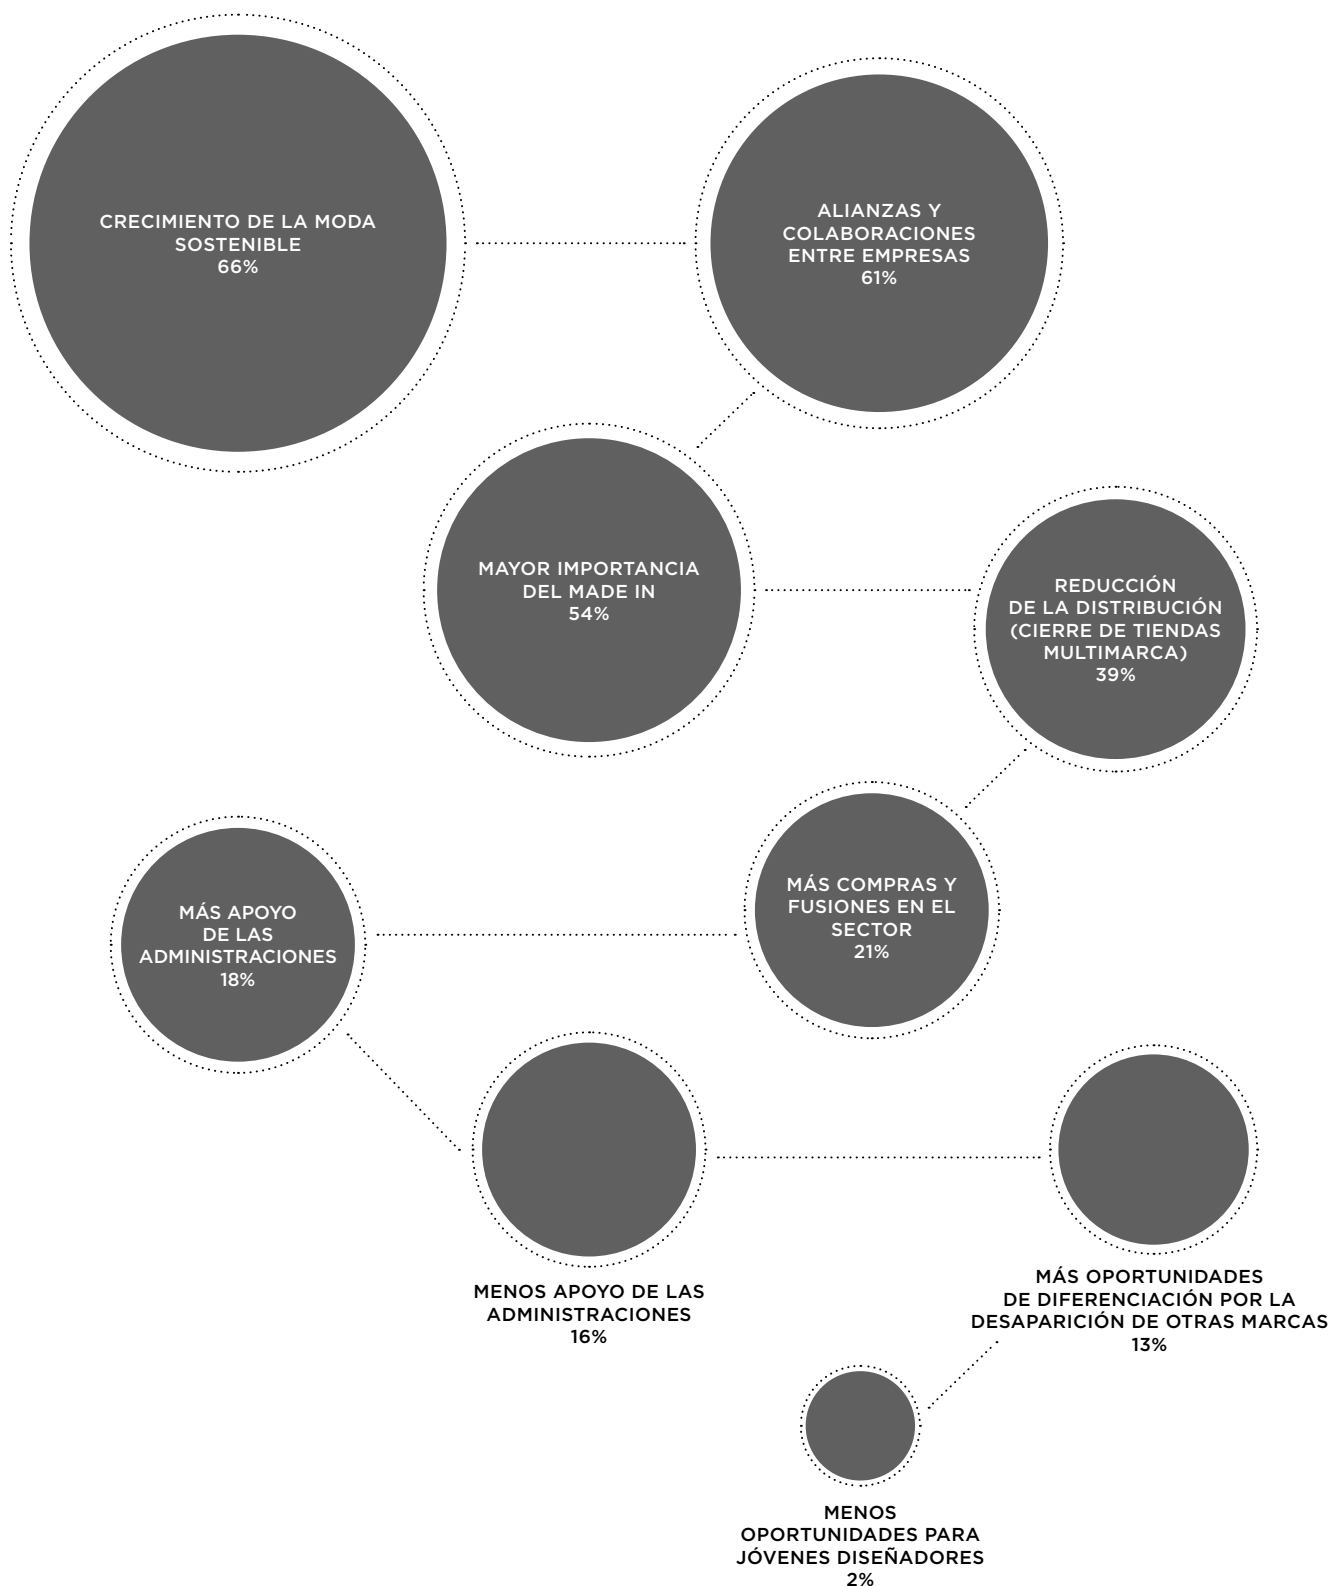 CRECIMIENTO DE LA MODA
SOSTENIBLE
66%
ALIANZAS Y
COLABORACIONES
ENTRE EMPRESAS
61%
MAYOR IMPORTANCIA
DEL MADE IN
54%
REDUCCIÓN
DE LA DISTRIBUCIÓN
(CIERRE DE TIENDAS
MULTIMARCA)
39%
MÁS COMPRAS Y
FUSIONES EN EL
SECTOR
21%
MÁS APOYO
DE LAS
ADMINISTRACIONES
18%
MENOS APOYO DE LAS
ADMINISTRACIONES
16%
MÁS OPORTUNIDADES
DE DIFERENCIACIÓN POR LA
DESAPARICIÓN DE OTRAS MARCAS
13%
MENOS
OPORTUNIDADES PARA
JÓVENES DISEÑADORES
2%